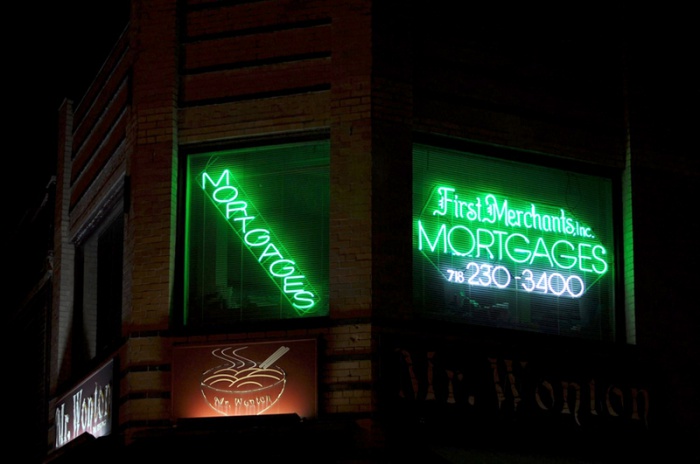 MORTGAGES
First Merchants, Inc.
MORTGAGES
718 230-3400
Mr. Wonton
Mr. Wonton
Mr. Wonton